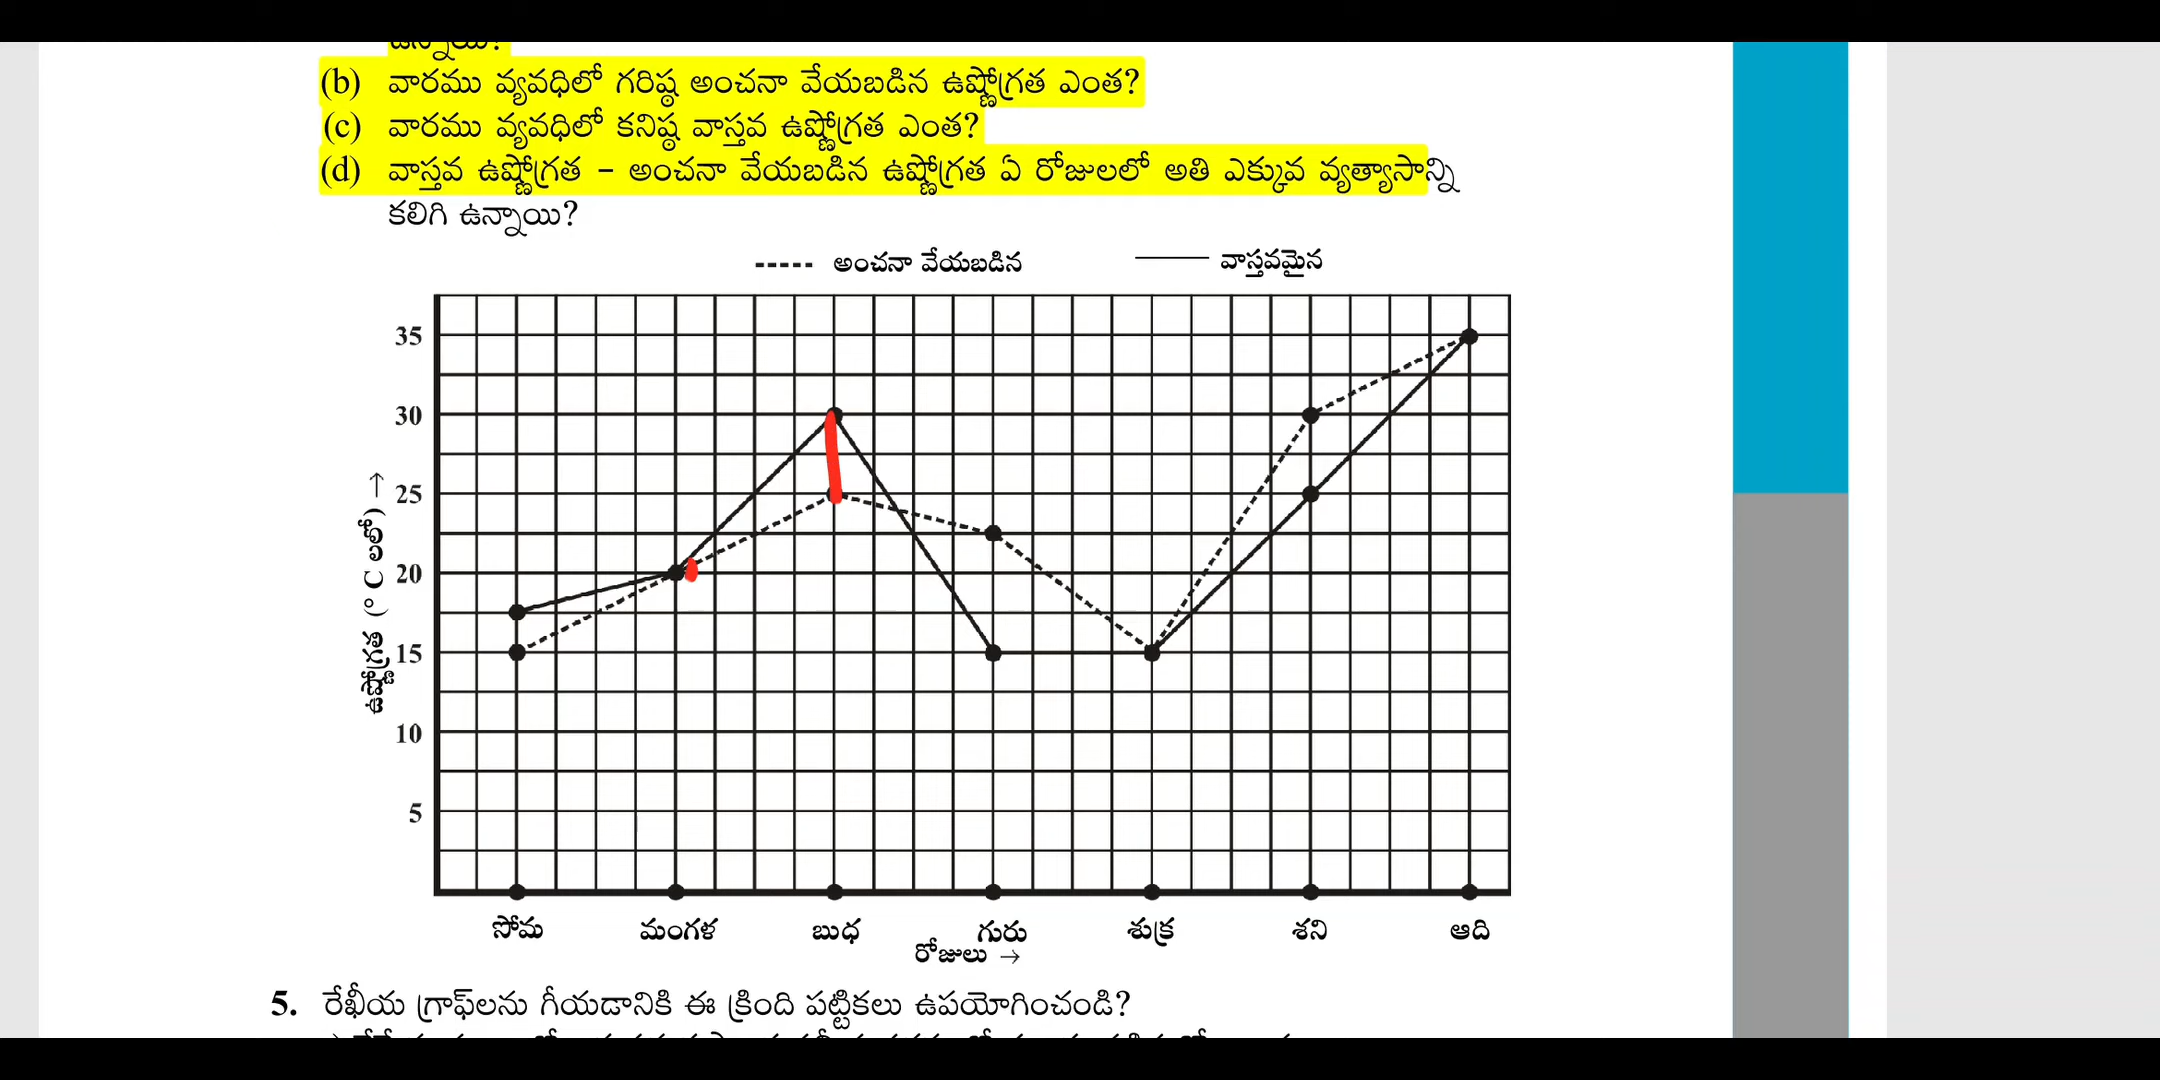 ఉన్నాయి?
(b) వారము వ్యవధిలో గరిష్ఠ అంచనా వేయబడిన ఉష్ణోగ్రత ఎంత?
(c) వారము వ్యవధిలో కనిష్ఠ వాస్తవ ఉష్ణోగ్రత ఎంత?
(d) వాస్తవ ఉష్ణోగ్రత – అంచనా వేయబడిన ఉష్ణోగ్రత ఏ రోజులలో అతి ఎక్కువ వ్యత్యాసాన్ని
కలిగి ఉన్నాయి?
----- అంచనా వేయబడిన
వాస్తవమైన
35
30
25
20
15
10
5
ఉష్ణోగ్రత (° C లలో) →
సోమ మంగళ బుధ గురు శుక్ర శని ఆది
రోజులు →
5. రేఖీయ గ్రాఫ్‌లను గీయడానికి ఈ క్రింది పట్టికలు ఉపయోగించండి?